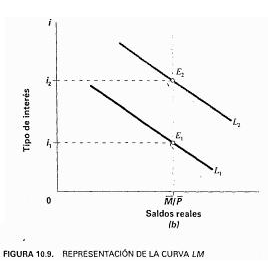 i
Tipo de interés
i₂
E₂
L₂
i₁
E₁
L₁
0
M̅/P̅
Saldos reales
(b)
FIGURA 10.9. REPRESENTACIÓN DE LA CURVA LM